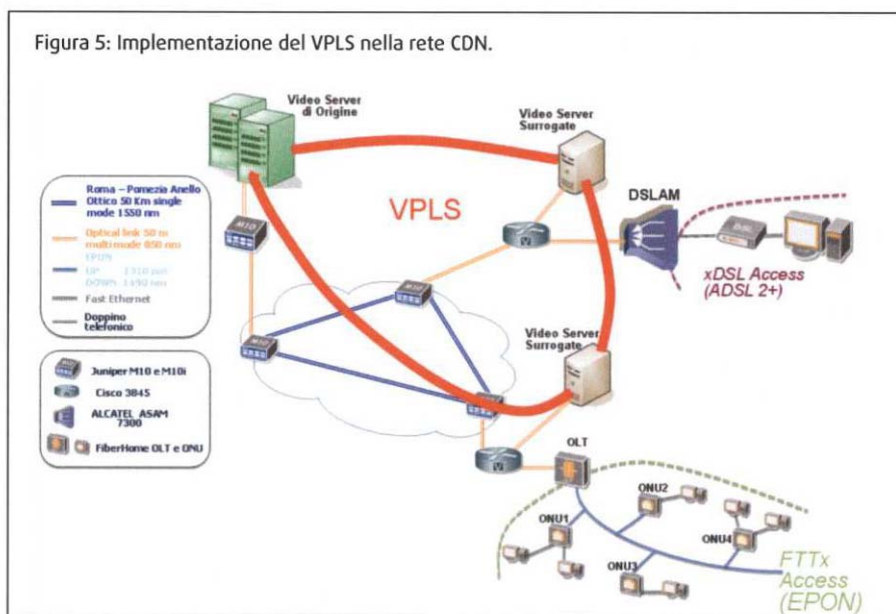 Figura 5: Implementazione del VPLS nella rete CDN.
Video Server
di Origine
Video Server
Surrogate
DSLAM
VPLS
xDSL Access
(ADSL 2+)
Roma – Pomezia Anello
Ottico 50 Km single
mode 1550 nm
Optical link 50 m
multi mode 850 nm
EPON
UP 1310 nm
DOWN 1490 nm
Fast Ethernet
Doppino
telefonico
M10
M10
M10
V
Video Server
Surrogate
Juniper M10 e M10i
Cisco 3845
ALCATEL ASAM
7300
FiberHome OLT e ONU
V
OLT
ONU2
ONU1
ONU4
ONU3
FTTx
Access
(EPON)